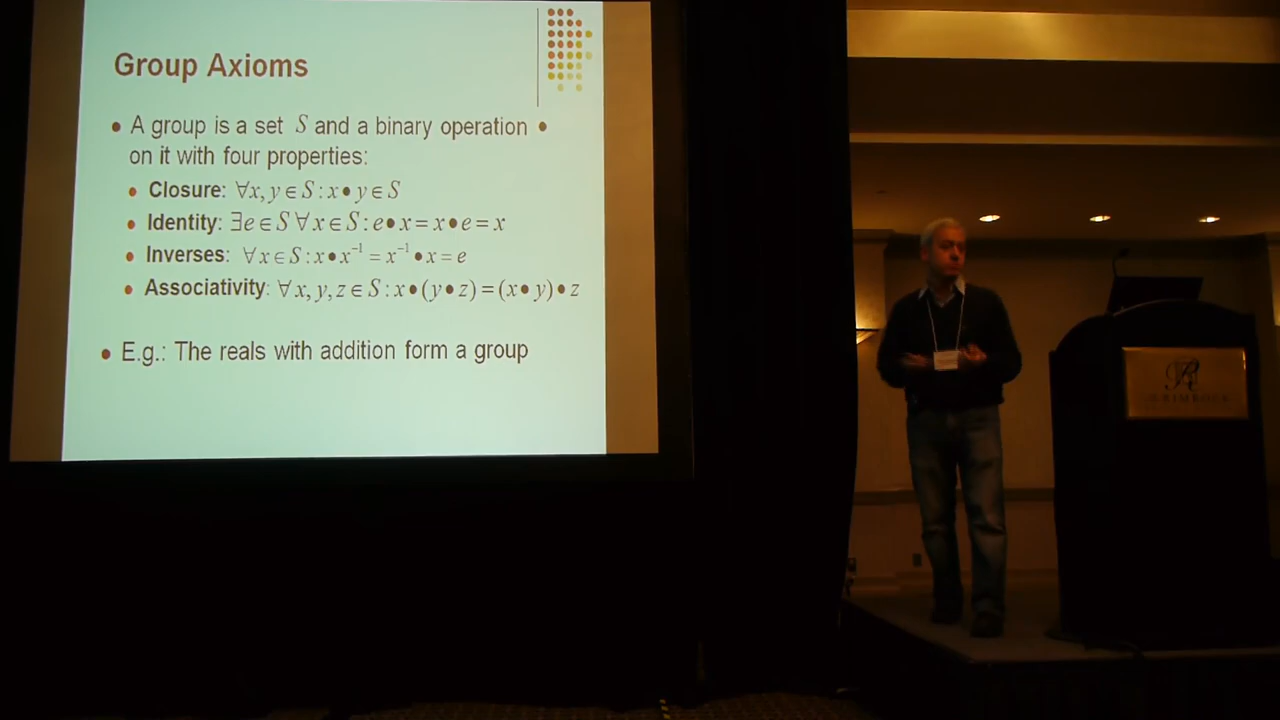 Group Axioms
• A group is a set S and a binary operation •
on it with four properties:
• Closure: ∀x, y ∈ S : x • y ∈ S
• Identity: ∃e ∈ S ∀x ∈ S : e • x = x • e = x
• Inverses: ∀x ∈ S : x • x⁻¹ = x⁻¹ • x = e
• Associativity: ∀x, y, z ∈ S : x • (y • z) = (x • y) • z
• E.g.: The reals with addition form a group
RIMROCK